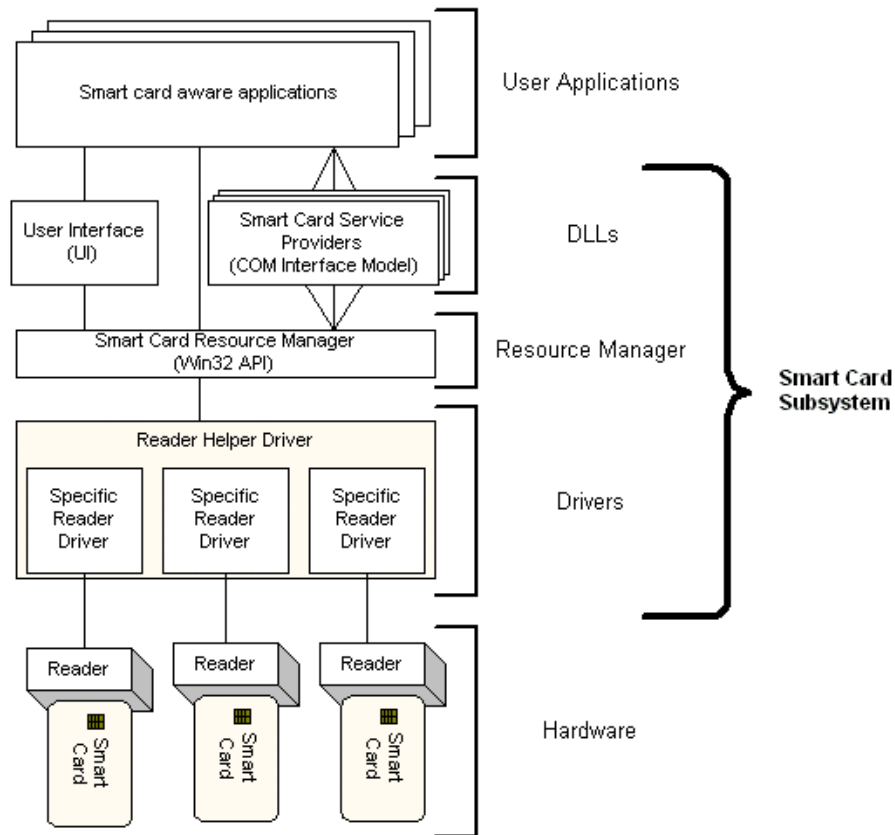 Smart card aware applications
User Applications
User Interface
(UI)
Smart Card Service
Providers
(COM Interface Model)
DLLs
Smart Card Resource Manager
(Win32 API)
Resource Manager
Smart Card
Subsystem
Reader Helper Driver
Specific
Reader
Driver
Specific
Reader
Driver
Specific
Reader
Driver
Drivers
Reader
Reader
Reader
Smart
Card
Smart
Card
Smart
Card
Hardware